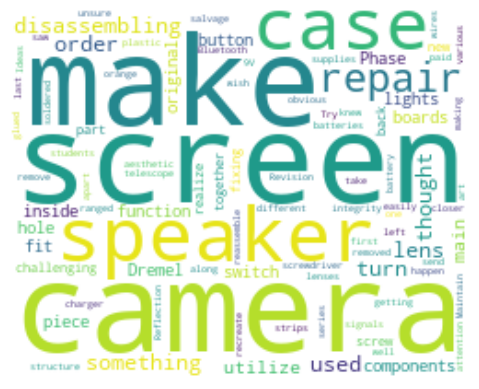 unsure
salvage
case
disassembling
saw
plastic
original
button
Bluetooth
wires
order
9V
supplies
Phase
new
paid
various
last
Ideas
soldered
make
orange
wish
obvious
repair
Try
knew
batteries
lights
back
boards
making
glued
part
screen
students
remove
apart
aesthetic
telescope
realize
together
fixing
Revision
take
battery
thought
art
inside
ranged
function
different
integrity
easily
one
closer
hole
fit
speaker
reassemble
first
removed
left
lens
main
challenging
Dremel
along
switch
screwdriver
lenses
turn
send
happen
camera
charger
Reflection
recreate
strips
series
getting
signals
screw
well
piece
structure
something
utilize
used
components
attention
Maintain